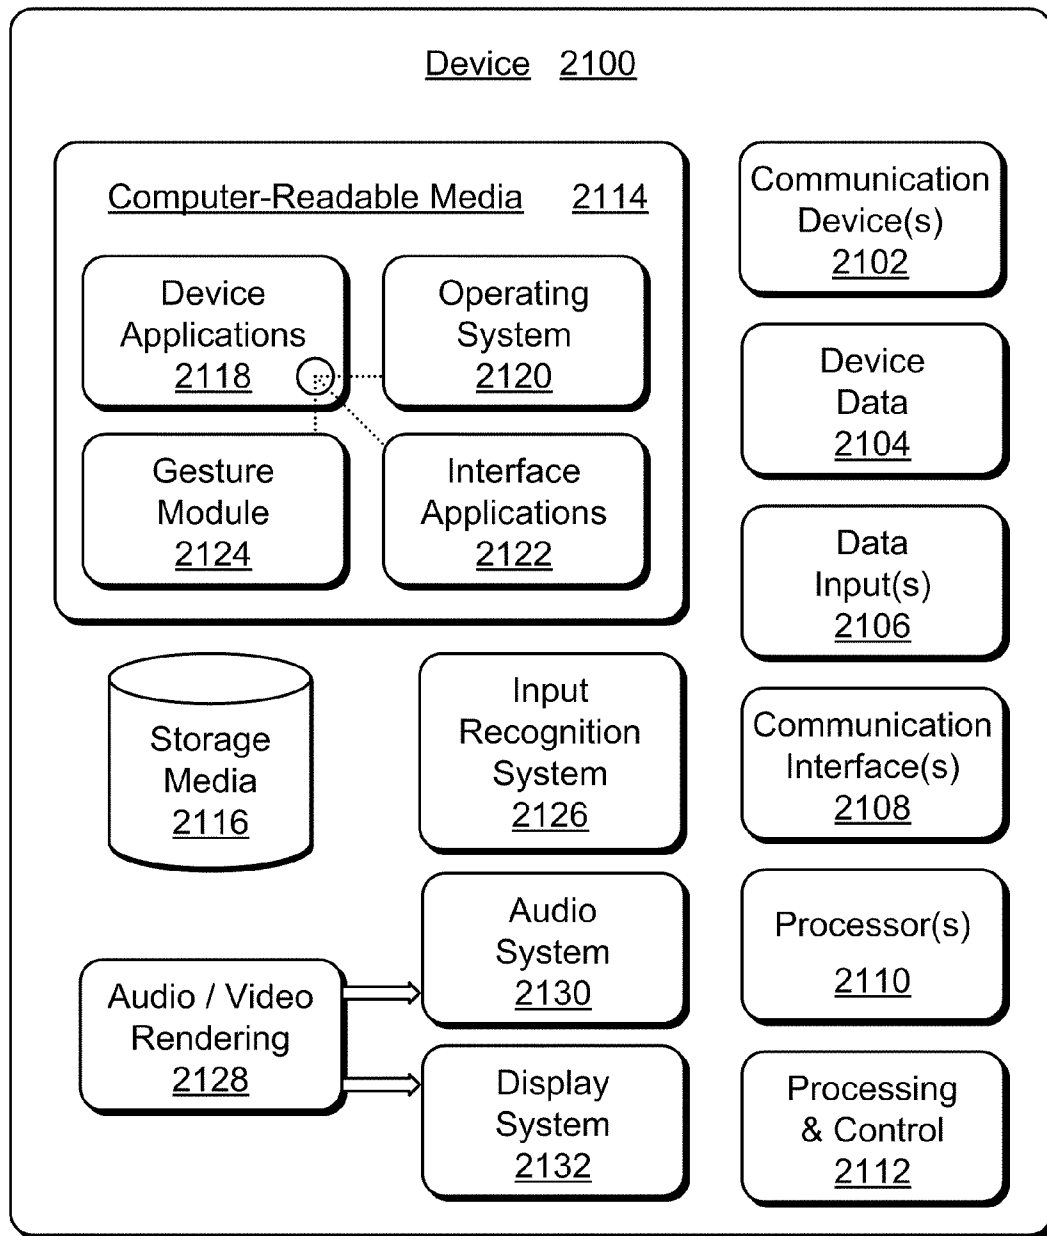 Device 2100
Computer-Readable Media 2114
Device
Applications
2118
Operating
System
2120
Gesture
Module
2124
Interface
Applications
2122
Storage
Media
2116
Input
Recognition
System
2126
Audio / Video
Rendering
2128
Audio
System
2130
Display
System
2132
Communication
Device(s)
2102
Device
Data
2104
Data
Input(s)
2106
Communication
Interface(s)
2108
Processor(s)
2110
Processing
& Control
2112